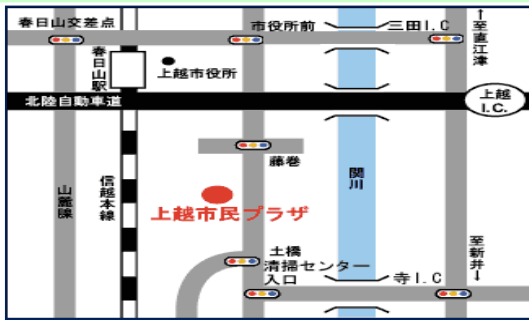 春日山交差点
市役所前
三田I.C
↑至直江津
春日山駅
上越市役所
北陸自動車道
上越
I.C.
藤巻
関川
山麓線
信越本線
上越市民プラザ
土橋
清掃センター
入口
寺I.C
至新井↓